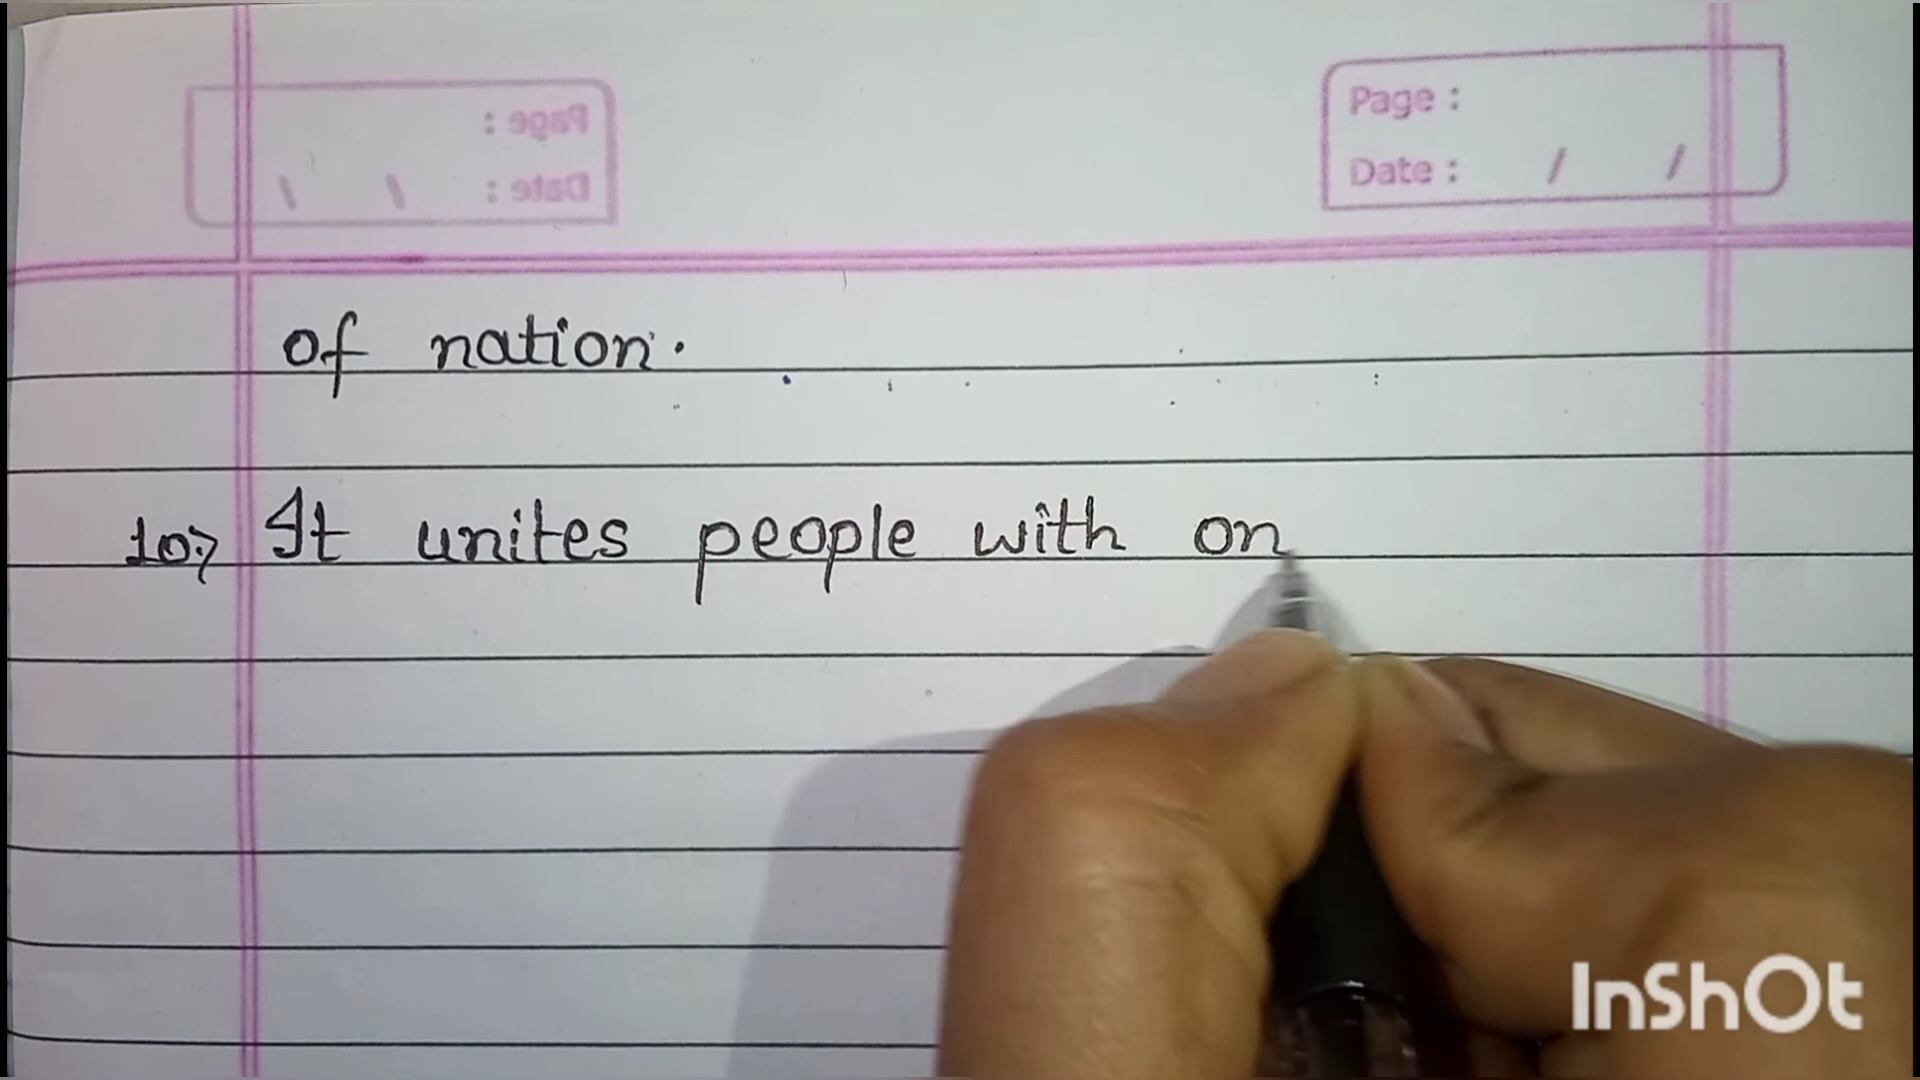 Page :
Date : / /
of nation.
10⟩ It unites people with on
InShOt